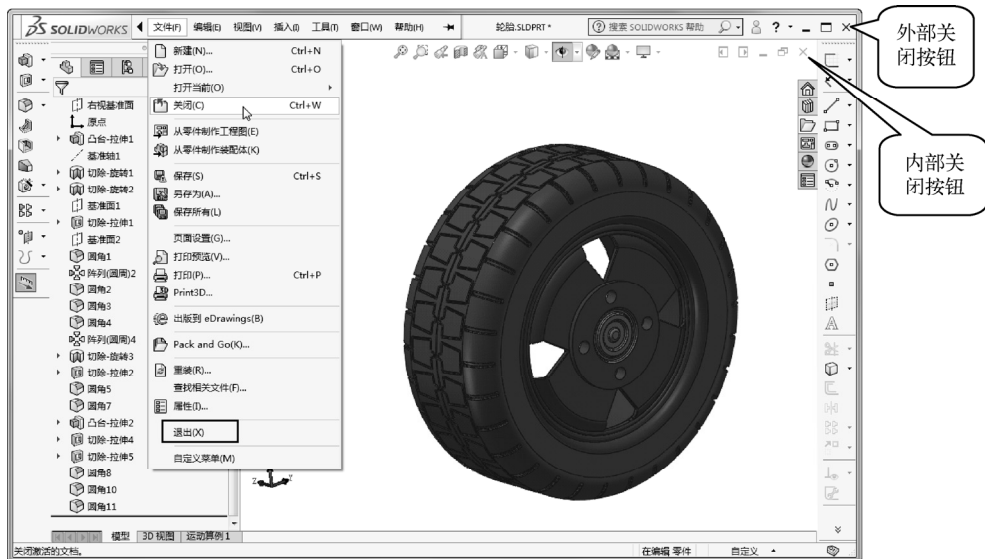 SOLIDWORKS 文件(F) 编辑(E) 视图(V) 插入(I) 工具(T) 窗口(W) 帮助(H) 轮胎.SLDPRT * 搜索 SOLIDWORKS 帮助 ?
外部关
闭按钮
内部关
闭按钮
新建(N)... Ctrl+N
打开(O)... Ctrl+O
打开当前(O)
关闭(C) Ctrl+W
从零件制作工程图(E)
从零件制作装配体(K)
保存(S) Ctrl+S
另存为(A)...
保存所有(L)
页面设置(G)...
打印预览(V)...
打印(P)... Ctrl+P
Print3D...
出版到 eDrawings(B)
Pack and Go(K)...
重装(R)...
查找相关文件(F)...
属性(I)...
退出(X)
自定义菜单(M)
右视基准面
原点
凸台-拉伸1
基准轴1
切除-旋转1
切除-旋转2
基准面1
切除-拉伸1
基准面2
圆角1
阵列(圆周)2
圆角2
圆角3
圆角4
阵列(圆周)4
切除-旋转3
切除-拉伸2
圆角5
圆角7
凸台-拉伸2
切除-拉伸4
切除-拉伸5
圆角8
圆角10
圆角11
Z Y
模型 3D 视图 运动算例1
关闭激活的文档。 在编辑 零件 自定义